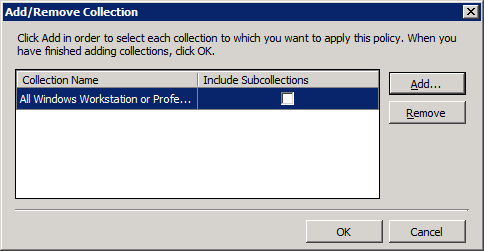 Add/Remove Collection
Click Add in order to select each collection to which you want to apply this policy. When you
have finished adding collections, click OK.
Collection Name Include Subcollections
All Windows Workstation or Profe...
Add...
Remove
OK Cancel